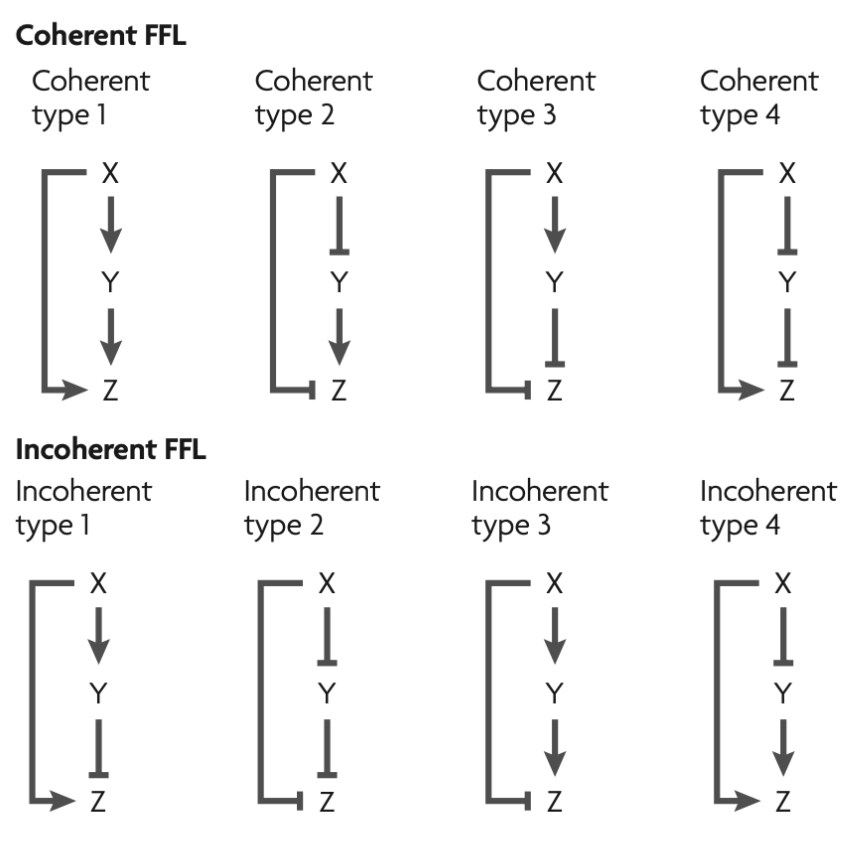 Coherent FFL
Coherent Coherent Coherent Coherent
type 1 type 2 type 3 type 4
X X X X
Y Y Y Y
Z Z Z Z
Incoherent FFL
Incoherent Incoherent Incoherent Incoherent
type 1 type 2 type 3 type 4
X X X X
Y Y Y Y
Z Z Z Z